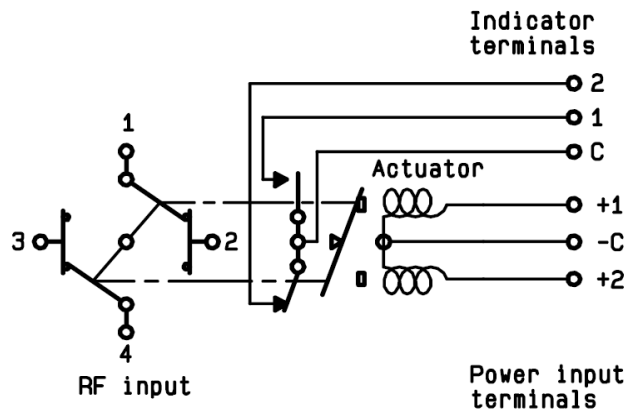 Indicator
terminals
2
1
1
C
Actuator
+1
3
2
-C
+2
4
RF input
Power input
terminals